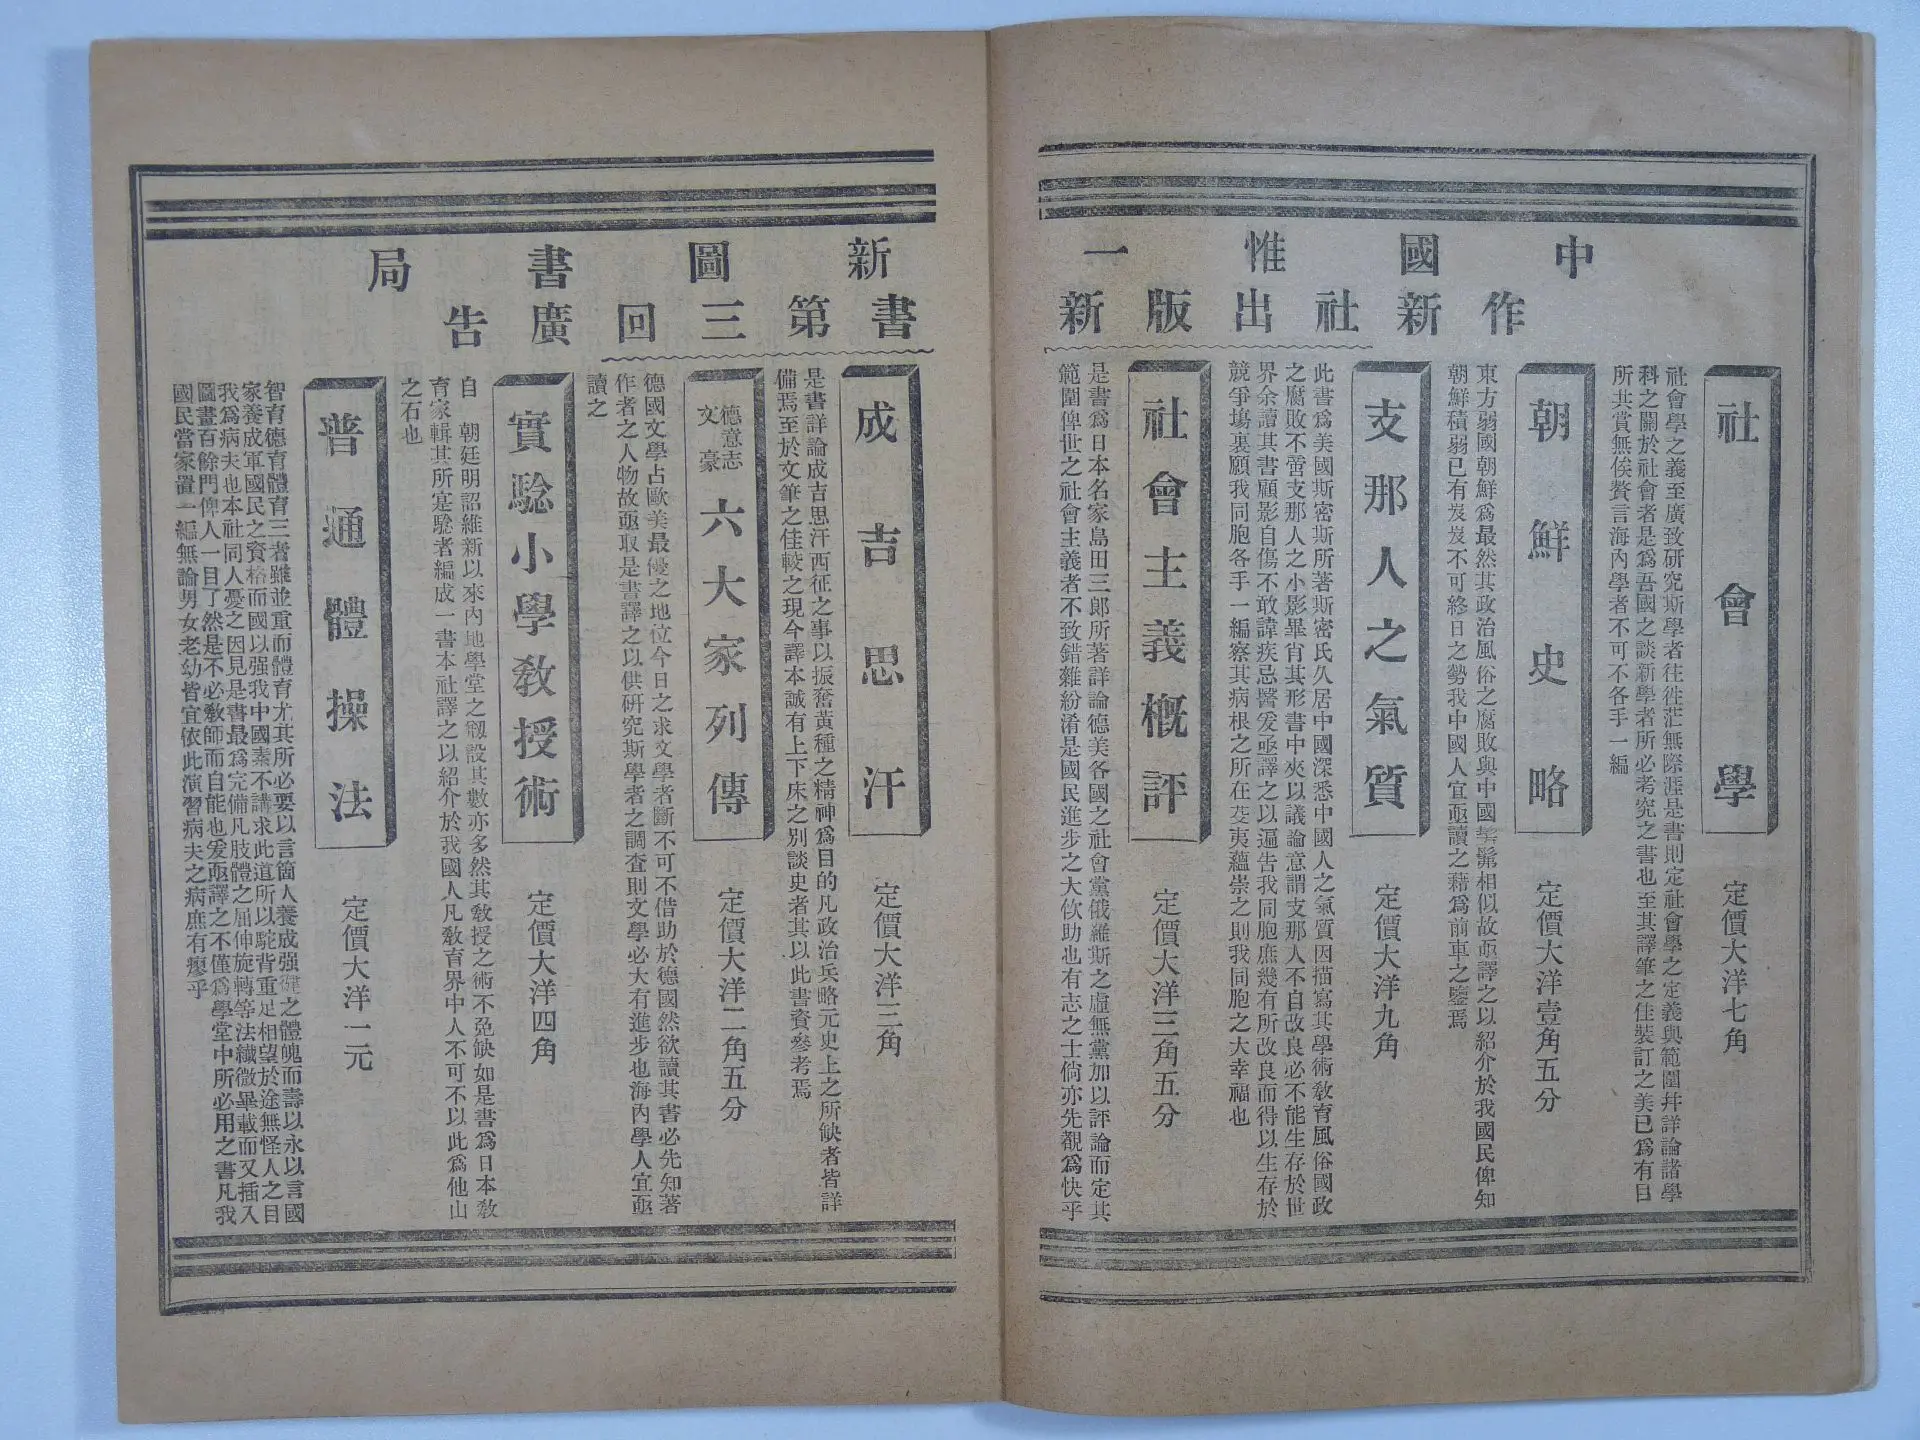 中國惟一新圖書局
作新社出版新書第三回廣告
社會學
定價大洋七角
社會學之義至廣致研究斯學者往往茫無際涯是書則定社會學之定義與範圍幷詳論諸學
科之關於社會者是爲吾國之談新學者所必考究之書也至其譯筆之佳裝訂之美已爲有目
所共賞無俟贅言海內學者不可不各手一編
朝鮮史略
定價大洋壹角五分
東方弱國朝鮮爲最然其政治風俗之腐敗與中國相似故亟譯之以紹介於我國民俾知
朝鮮積弱已有岌岌不可終日之勢我中國人宜亟讀之藉爲前車之鑒焉
支那人之氣質
定價大洋九角
此書爲美國斯密斯所著斯密氏久居中國深悉中國人之氣質因描寫其學術敎育風俗國政
之腐敗不啻支那人之小影畢肖其形書中夾以議論意謂支那人不自改良必不能生存於世
界余讀其書顧影自傷不敢諱疾忌醫爰亟譯之以遍告我同胞庶幾有所改良而得以生存於
競爭塲裏願我同胞各手一編察其病根之所在芟夷蘊崇之則我同胞之大幸福也
社會主義概評
定價大洋三角五分
是書爲日本名家島田三郞所著詳論德美各國之社會黨俄羅斯之虛無黨加以評論而定其
範圍俾世之社會主義者不致錯雜紛淆是國民進步之大佽助也有志之士倘亦先覩爲快乎
成吉思汗
定價大洋三角
是書詳論成吉思汗西征之事以振奮黃種之精神爲目的凡政治兵略元史上之所缺者皆詳
備焉至於文筆之佳較之現今譯本誠有上下床之別談史者其以此書資參考焉
德意志文豪六大家列傳
定價大洋二角五分
德國文學占歐美最優之地位今日之求文學者斷不可不借助於德國然欲讀其書必先知著
作者之人物故亟取是書譯之以供硏究斯學者之調査則文學必大有進步也海內學人宜亟
讀之
實驗小學敎授術
定價大洋四角
自 朝廷明詔維新以來內地學堂之剏設其數亦多然其敎授之術不免缺如是書爲日本敎
育家輯其所寔驗者編成一書本社譯之以紹介於我國人凡敎育界中人不可不以此爲他山
之石也
普通體操法
定價大洋一元
智育德育體育三者雖並重而體育尤其所必要以言箇人養成强健之體魄而壽以永以言國
家養成軍國民之資格而國以强我中國素不講求此道所以駝背重足相望於途無怪人之目
我爲病夫也本社同人憂之因見是書最爲完備凡肢體之屈伸旋轉等法纎微畢載而又插入
圖畫百餘門俾人一目了然是不必敎師而自能也爰亟譯之不僅爲學堂中所必用之書凡我
國民當家置一編無論男女老幼皆宜依此演習病夫之病庶有瘳乎